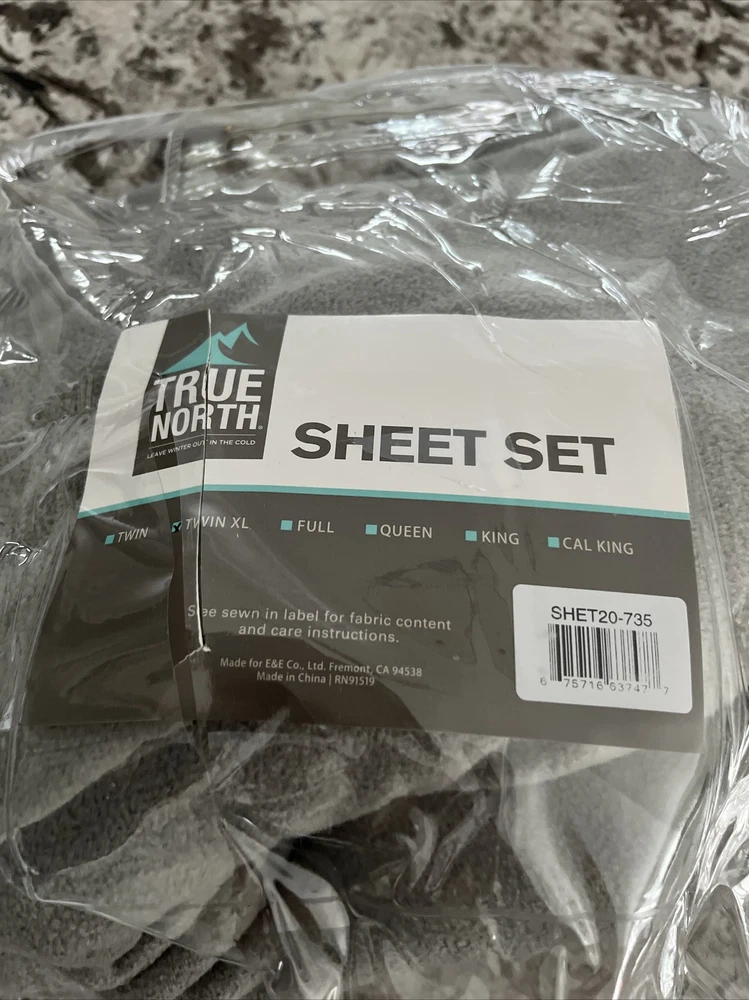 TRUE
NORTH®
LEAVE WINTER OUT IN THE COLD
SHEET SET
TWIN TWIN XL FULL QUEEN KING CAL KING
See sewn in label for fabric content
and care instructions.
Made for E&E Co., Ltd. Fremont, CA 94538
Made in China | RN91519
SHET20-735
6 75716 63747 7